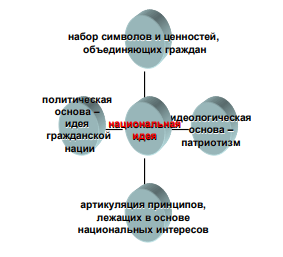 набор символов и ценностей,
объединяющих граждан
политическая
основа –
идея
гражданской
нации
национальная
идея
идеологическая
основа –
патриотизм
артикуляция принципов,
лежащих в основе
национальных интересов